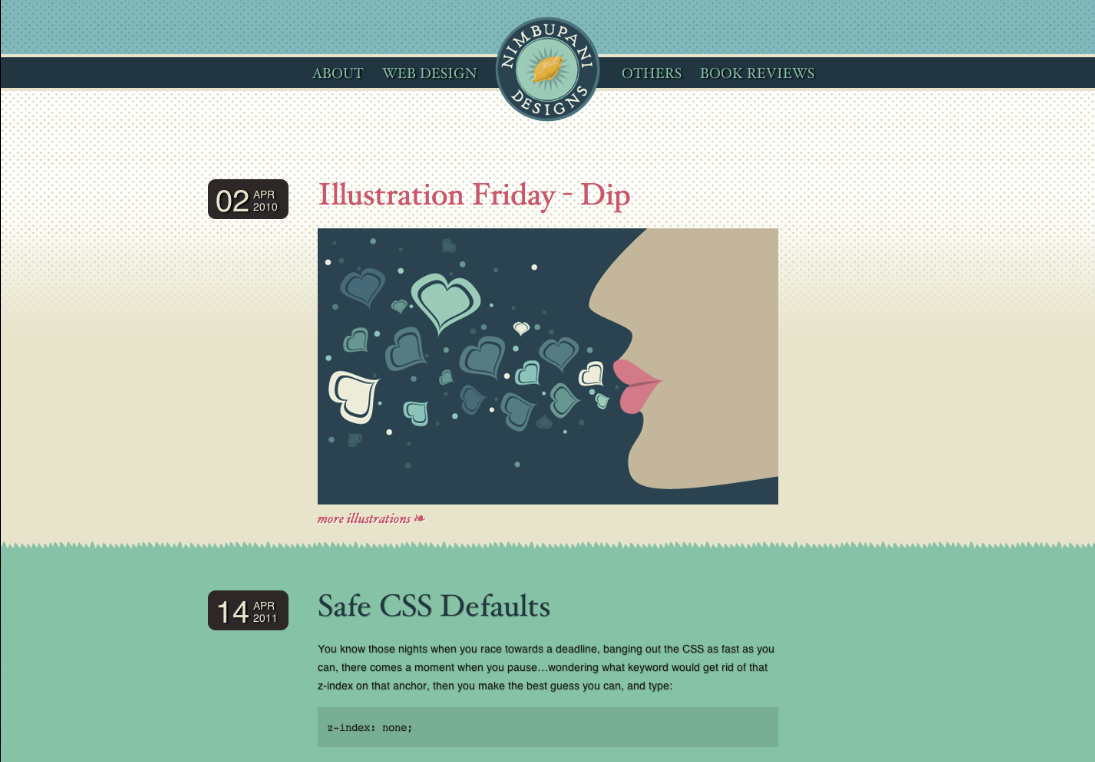 ABOUT WEB DESIGN NIMBUPANI DESIGNS OTHERS BOOK REVIEWS
02 APR 2010
Illustration Friday - Dip
more illustrations ❧
14 APR 2011
Safe CSS Defaults
You know those nights when you race towards a deadline, banging out the CSS as fast as you
can, there comes a moment when you pause…wondering what keyword would get rid of that
z-index on that anchor, then you make the best guess you can, and type:
z-index: none;